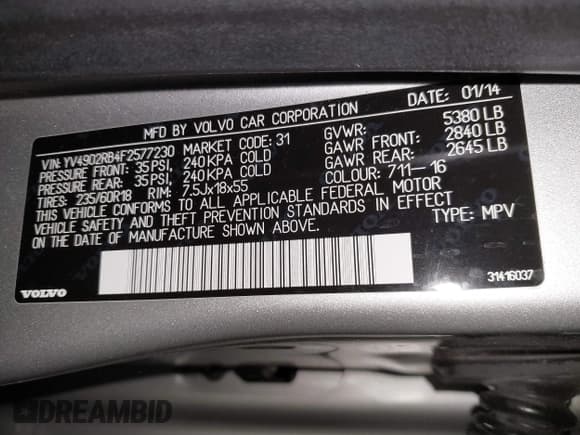 MFD BY VOLVO CAR CORPORATION DATE: 01/14
VIN: YV4902RB4F2577230 MARKET CODE: 31 GVWR: 5380 LB
PRESSURE FRONT: 35 PSI, 240 KPA COLD GAWR FRONT: 2840 LB
PRESSURE REAR: 35 PSI, 240 KPA COLD GAWR REAR: 2645 LB
TIRES: 235/60R18 RIM: 7.5Jx18x55 COLOUR: 711-16
THIS VEHICLE CONFORMS TO ALL APPLICABLE FEDERAL MOTOR
VEHICLE SAFETY AND THEFT PREVENTION STANDARDS IN EFFECT
ON THE DATE OF MANUFACTURE SHOWN ABOVE. TYPE: MPV
VOLVO
31416037
DREAMBID